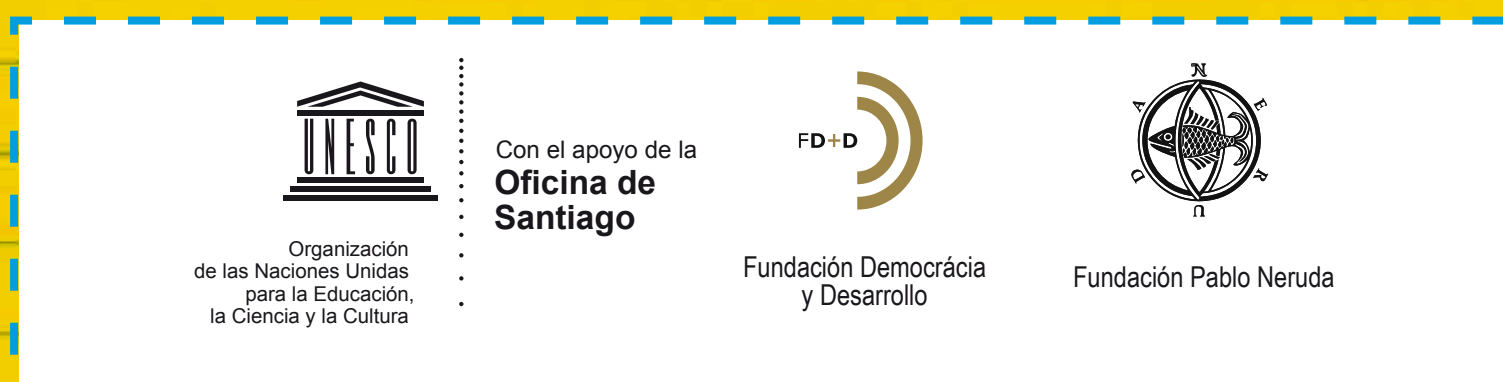 UNESCO
Organización
de las Naciones Unidas
para la Educación,
la Ciencia y la Cultura
Con el apoyo de la
Oficina de
Santiago
FD+D
Fundación Democrácia
y Desarrollo
NERUDA
Fundación Pablo Neruda